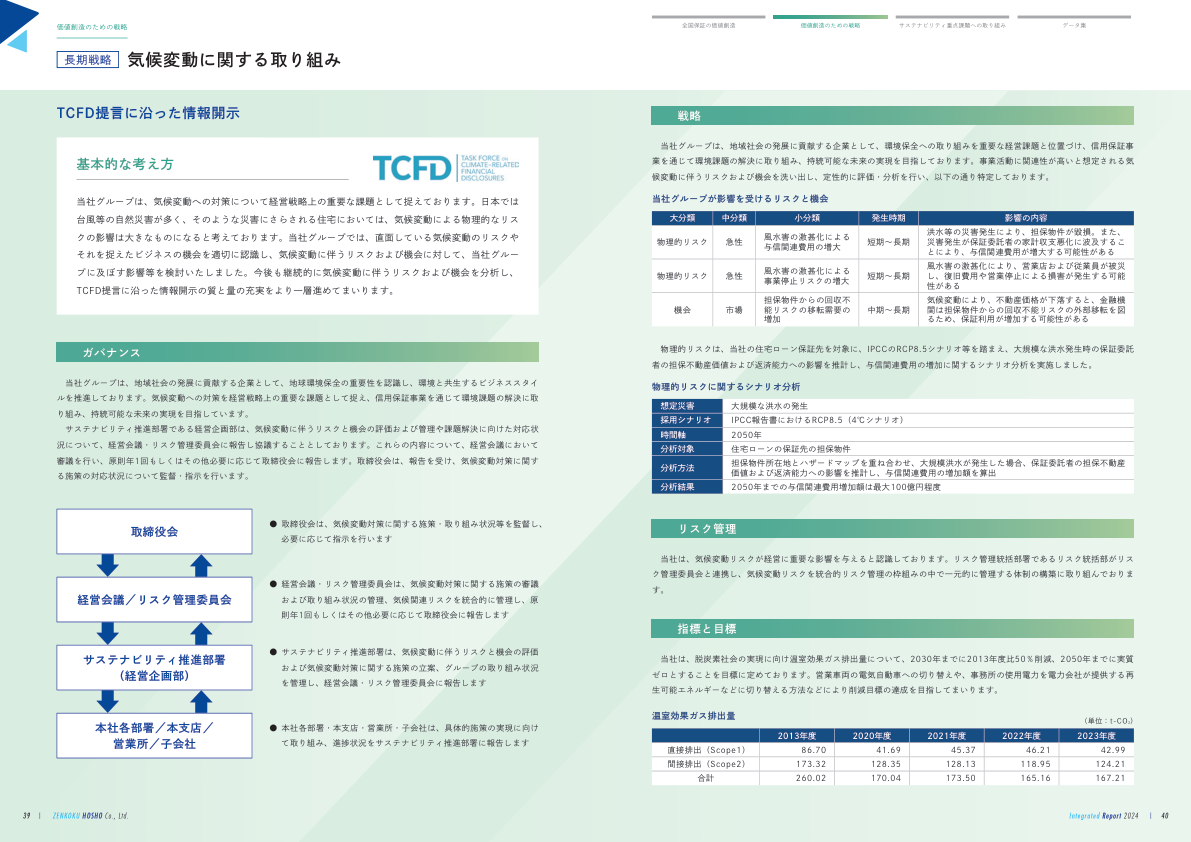 価値創造のための戦略
全国保証の価値創造
価値創造のための戦略
サステナビリティ重点課題への取り組み
データ集
長期戦略 気候変動に関する取り組み
TCFD提言に沿った情報開示
基本的な考え方
TCFD TASK FORCE ON CLIMATE-RELATED FINANCIAL DISCLOSURES
当社グループは、気候変動への対策について経営戦略上の重要な課題として捉えております。日本では
台風等の自然災害が多く、そのような災害にさらされる住宅においては、気候変動による物理的なリス
クの影響は大きなものになると考えております。当社グループでは、直面している気候変動のリスクや
それを捉えたビジネスの機会を適切に認識し、気候変動に伴うリスクおよび機会に対して、当社グルー
プに及ぼす影響等を検討いたしました。今後も継続的に気候変動に伴うリスクおよび機会を分析し、
TCFD提言に沿った情報開示の質と量の充実をより一層進めてまいります。
ガバナンス
当社グループは、地域社会の発展に貢献する企業として、地球環境保全の重要性を認識し、環境と共生するビジネススタイ
ルを推進しております。気候変動への対策を経営戦略上の重要な課題として捉え、信用保証事業を通じて環境課題の解決に取
り組み、持続可能な未来の実現を目指しています。
サステナビリティ推進部署である経営企画部は、気候変動に伴うリスクと機会の評価および管理や課題解決に向けた対応状
況について、経営会議・リスク管理委員会に報告し協議することとしております。これらの内容について、経営会議において
審議を行い、原則年1回もしくはその他必要に応じて取締役会に報告します。取締役会は、報告を受け、気候変動対策に関す
る施策の対応状況について監督・指示を行います。
取締役会
● 取締役会は、気候変動対策に関する施策・取り組み状況等を監督し、
必要に応じて指示を行います
経営会議／リスク管理委員会
● 経営会議・リスク管理委員会は、気候変動対策に関する施策の審議
および取り組み状況の管理、気候関連リスクを統合的に管理し、原
則年1回もしくはその他必要に応じて取締役会に報告します
サステナビリティ推進部署
（経営企画部）
● サステナビリティ推進部署は、気候変動に伴うリスクと機会の評価
および気候変動対策に関する施策の立案、グループの取り組み状況
を管理し、経営会議・リスク管理委員会に報告します
本社各部署／本支店／
営業所／子会社
● 本社各部署・本支店・営業所・子会社は、具体的施策の実現に向け
て取り組み、進捗状況をサステナビリティ推進部署に報告します
39 | ZENKOKU HOSHO Co., Ltd.
戦略
当社グループは、地域社会の発展に貢献する企業として、環境保全への取り組みを重要な経営課題と位置づけ、信用保証事
業を通じて環境課題の解決に取り組み、持続可能な未来の実現を目指しています。事業活動に関連性が高いと想定される気
候変動に伴うリスクおよび機会を洗い出し、定性的に評価・分析を行い、以下の通り特定しております。
当社グループが影響を受けるリスクと機会
大分類 中分類 小分類 発生時期 影響の内容
物理的リスク 急性 風水害の激甚化による与信関連費用の増大 短期～長期 洪水等の災害発生により、担保物件が毀損。また、災害発生が保証委託者の家計収支悪化に波及することにより、与信関連費用が増大する可能性がある
物理的リスク 急性 風水害の激甚化による事業停止リスクの増大 短期～長期 風水害の激甚化により、営業店および従業員が被災し、復旧費用や営業停止による損害が発生する可能性がある
機会 市場 担保物件からの回収不能リスクの移転需要の増加 中期～長期 気候変動により、不動産価格が下落すると、金融機関は担保物件からの回収不能リスクの外部移転を図るため、保証利用が増加する可能性がある
物理的リスクは、当社の住宅ローン保証先を対象に、IPCCのRCP8.5シナリオ等を踏まえ、大規模な洪水発生時の保証委託
者の担保不動産価値および返済能力への影響を推計し、与信関連費用の増加に関するシナリオ分析を実施しました。
物理的リスクに関するシナリオ分析
想定災害 大規模な洪水の発生
採用シナリオ IPCC報告書におけるRCP8.5（4℃シナリオ）
時間軸 2050年
分析対象 住宅ローンの保証先の担保物件
分析方法 担保物件所在地とハザードマップを重ね合わせ、大規模洪水が発生した場合、保証委託者の担保不動産
価値および返済能力への影響を推計し、与信関連費用の増加額を算出
分析結果 2050年までの与信関連費用増加額は最大100億円程度
リスク管理
当社は、気候変動リスクが経営に重要な影響を与えると認識しております。リスク管理統括部署であるリスク統括部がリス
ク管理委員会と連携し、気候変動リスクを統合的リスク管理の枠組みの中で一元的に管理する体制の構築に取り組んでおりま
す。
指標と目標
当社は、脱炭素社会の実現に向け温室効果ガス排出量について、2030年までに2013年度比50％削減、2050年までに実質
ゼロとすることを目標に定めております。営業車両の電気自動車への切り替えや、事務所の使用電力を電力会社が提供する再
生可能エネルギーなどに切り替える方法などにより削減目標の達成を目指してまいります。
温室効果ガス排出量
（単位：t-CO₂）
2013年度 2020年度 2021年度 2022年度 2023年度
直接排出（Scope1） 86.70 41.69 45.37 46.21 42.99
間接排出（Scope2） 173.32 128.35 128.13 118.95 124.21
合計 260.02 170.04 173.50 165.16 167.21
Integrated Report 2024 | 40